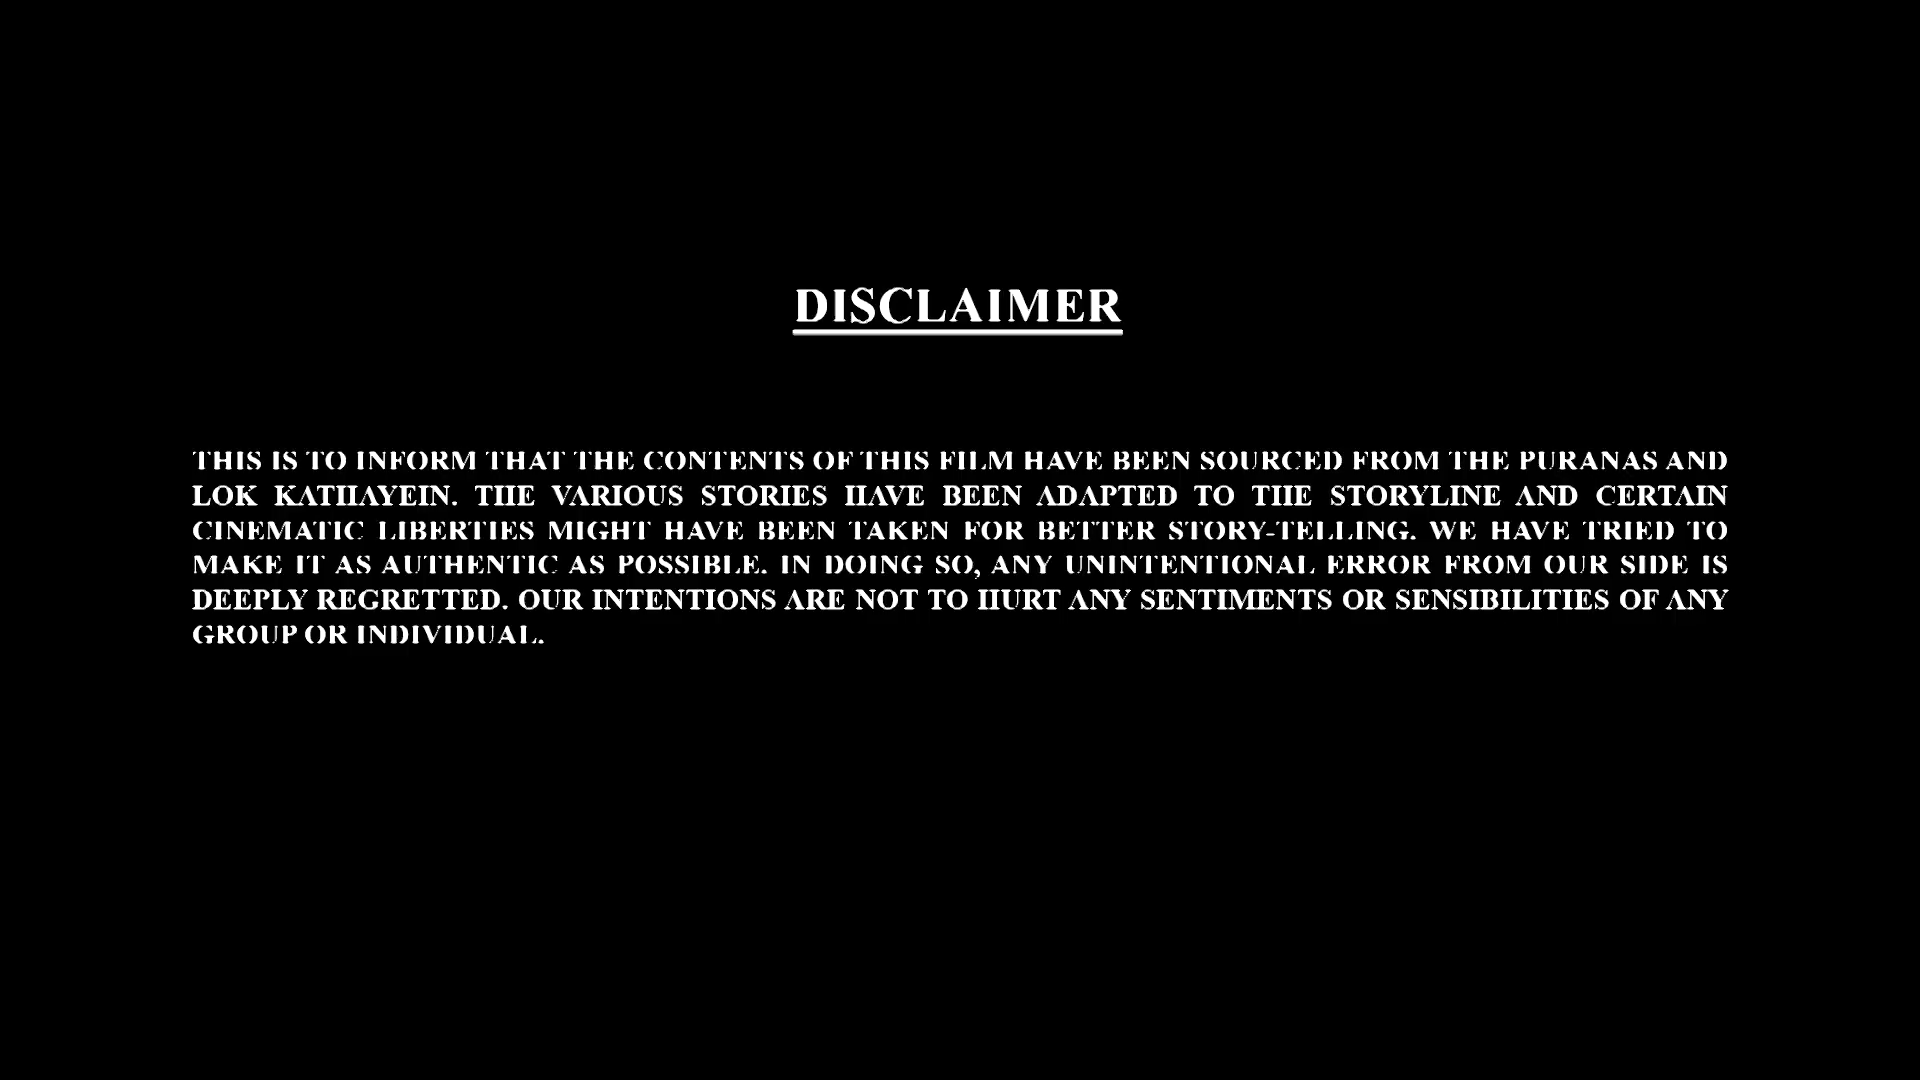 DISCLAIMER
THIS IS TO INFORM THAT THE CONTENTS OF THIS FILM HAVE BEEN SOURCED FROM THE PURANAS AND
LOK KATHAYEIN. THE VARIOUS STORIES HAVE BEEN ADAPTED TO THE STORYLINE AND CERTAIN
CINEMATIC LIBERTIES MIGHT HAVE BEEN TAKEN FOR BETTER STORY-TELLING. WE HAVE TRIED TO
MAKE IT AS AUTHENTIC AS POSSIBLE. IN DOING SO, ANY UNINTENTIONAL ERROR FROM OUR SIDE IS
DEEPLY REGRETTED. OUR INTENTIONS ARE NOT TO HURT ANY SENTIMENTS OR SENSIBILITIES OF ANY
GROUP OR INDIVIDUAL.